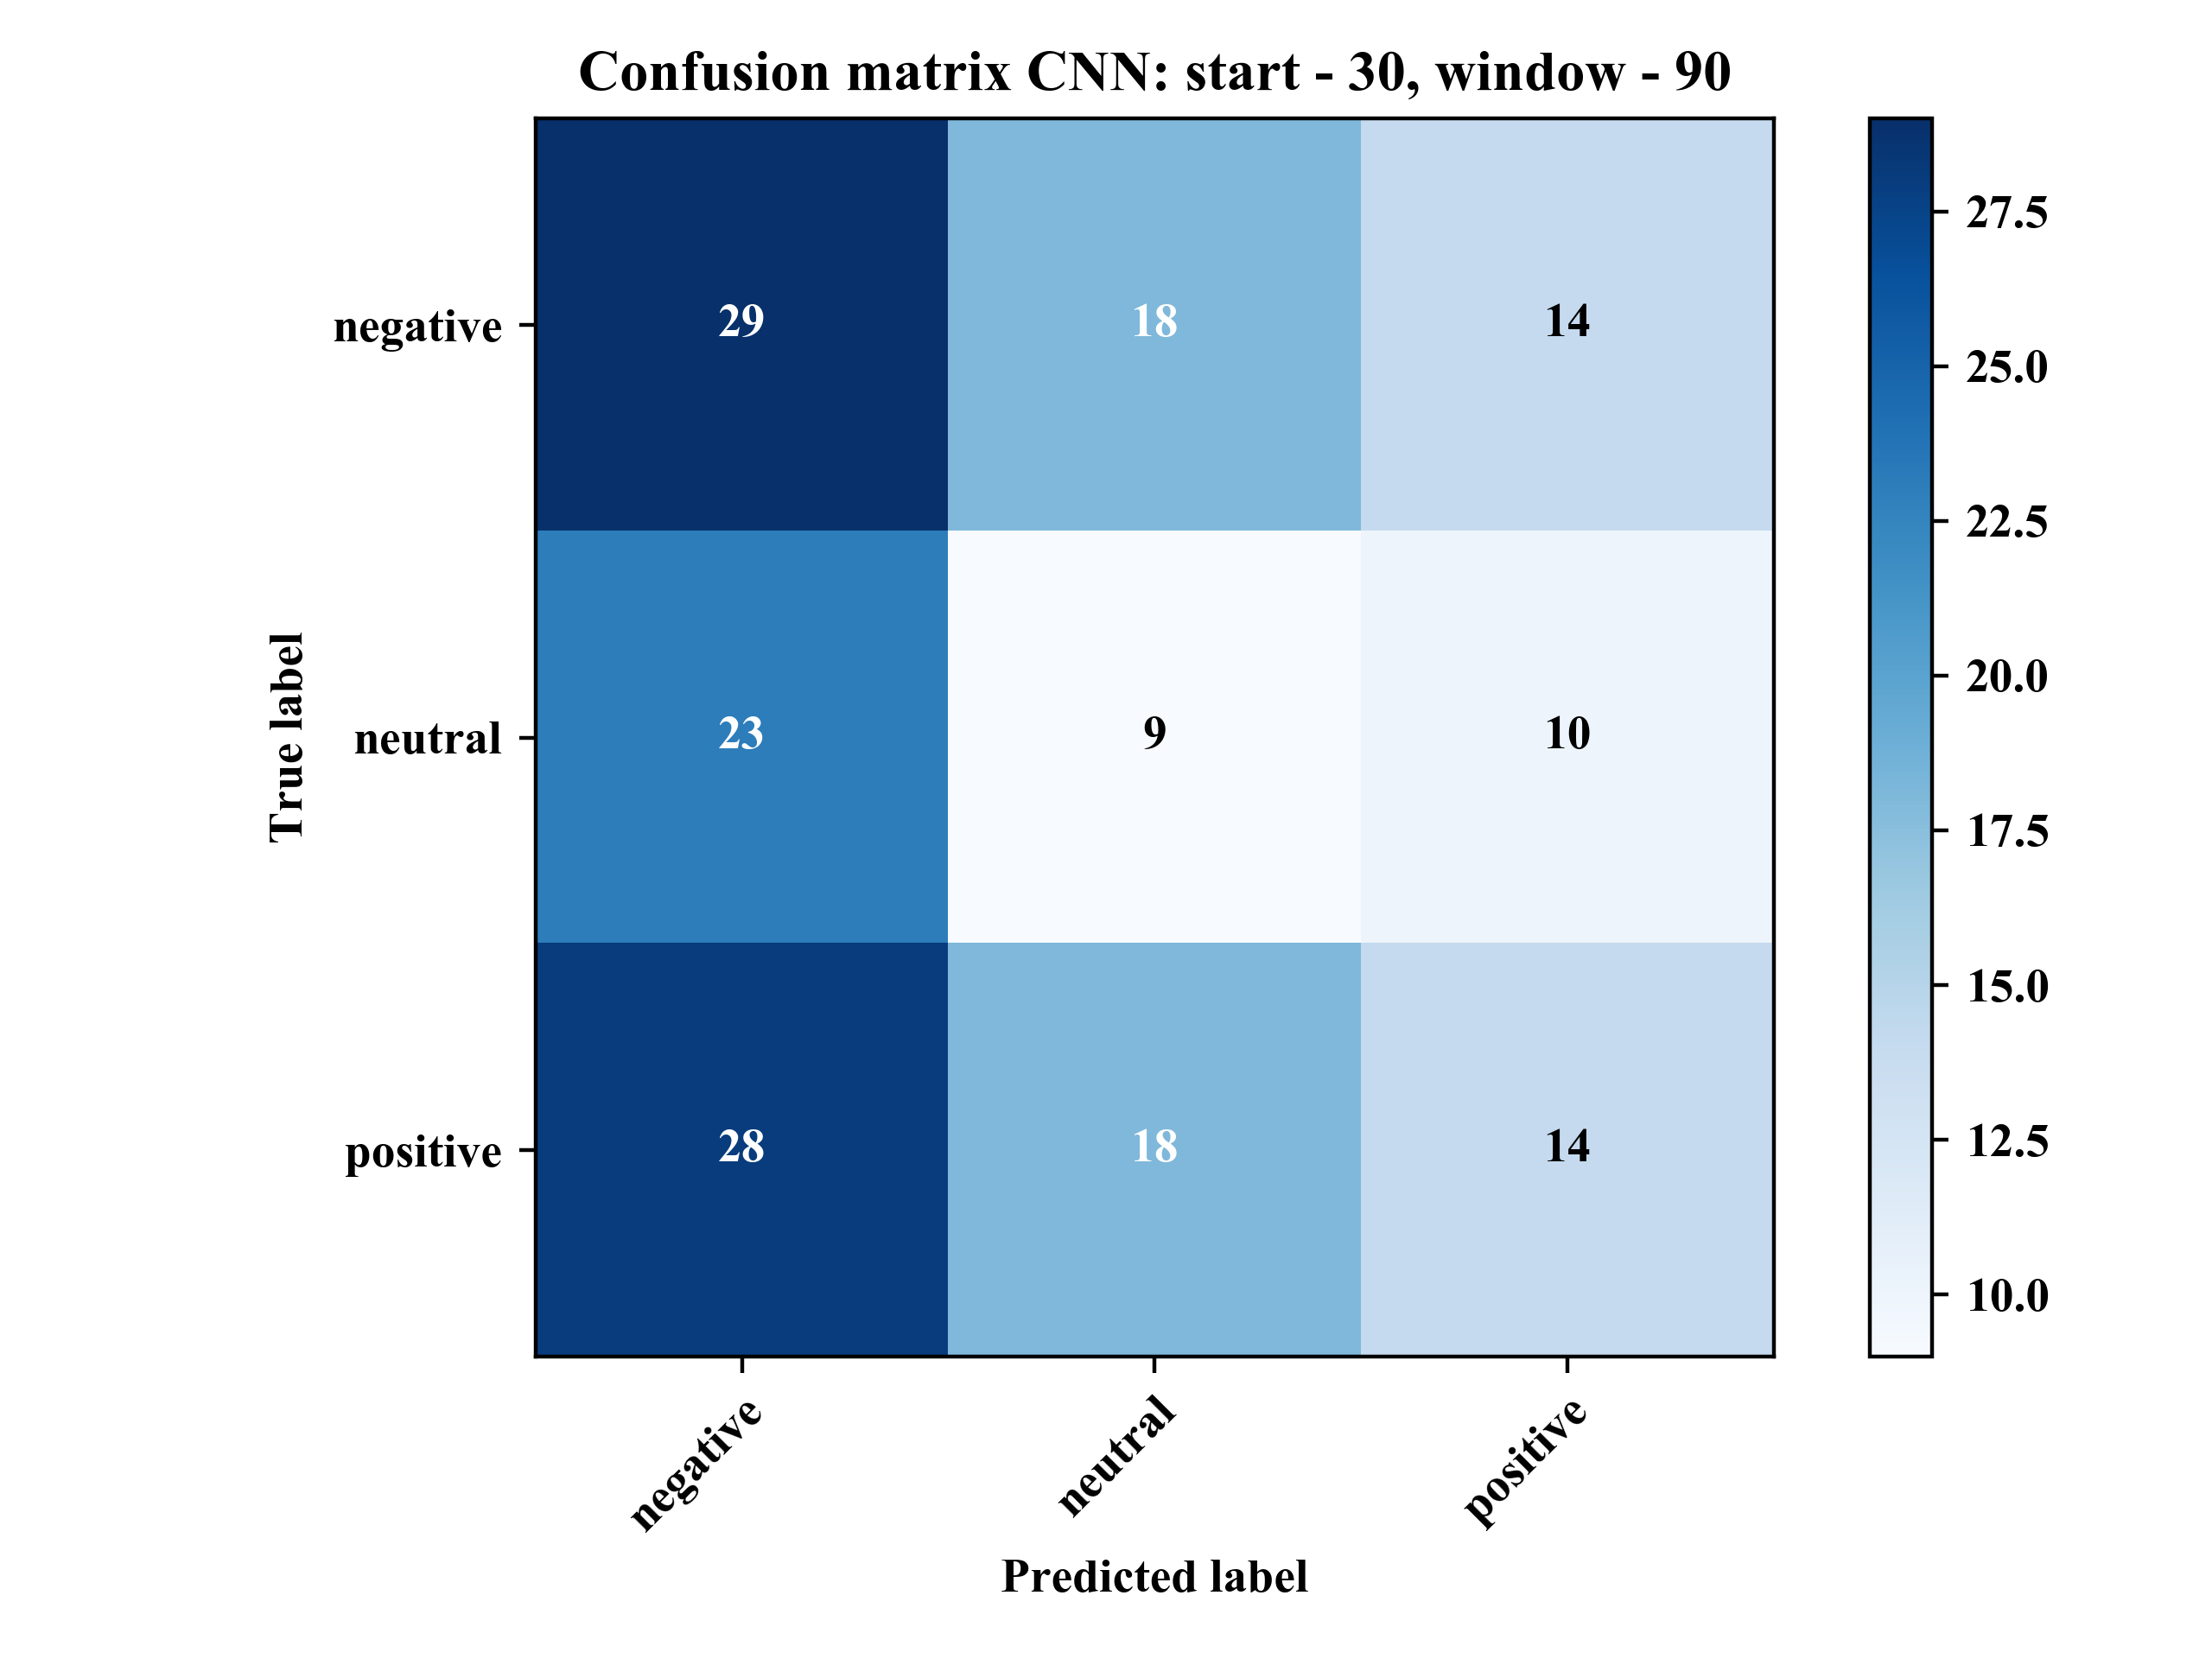 Confusion matrix CNN: start - 30, window - 90
True label
negative
29 18 14
neutral
23 9 10
positive
28 18 14
negative neutral positive
Predicted label
27.5
25.0
22.5
20.0
17.5
15.0
12.5
10.0